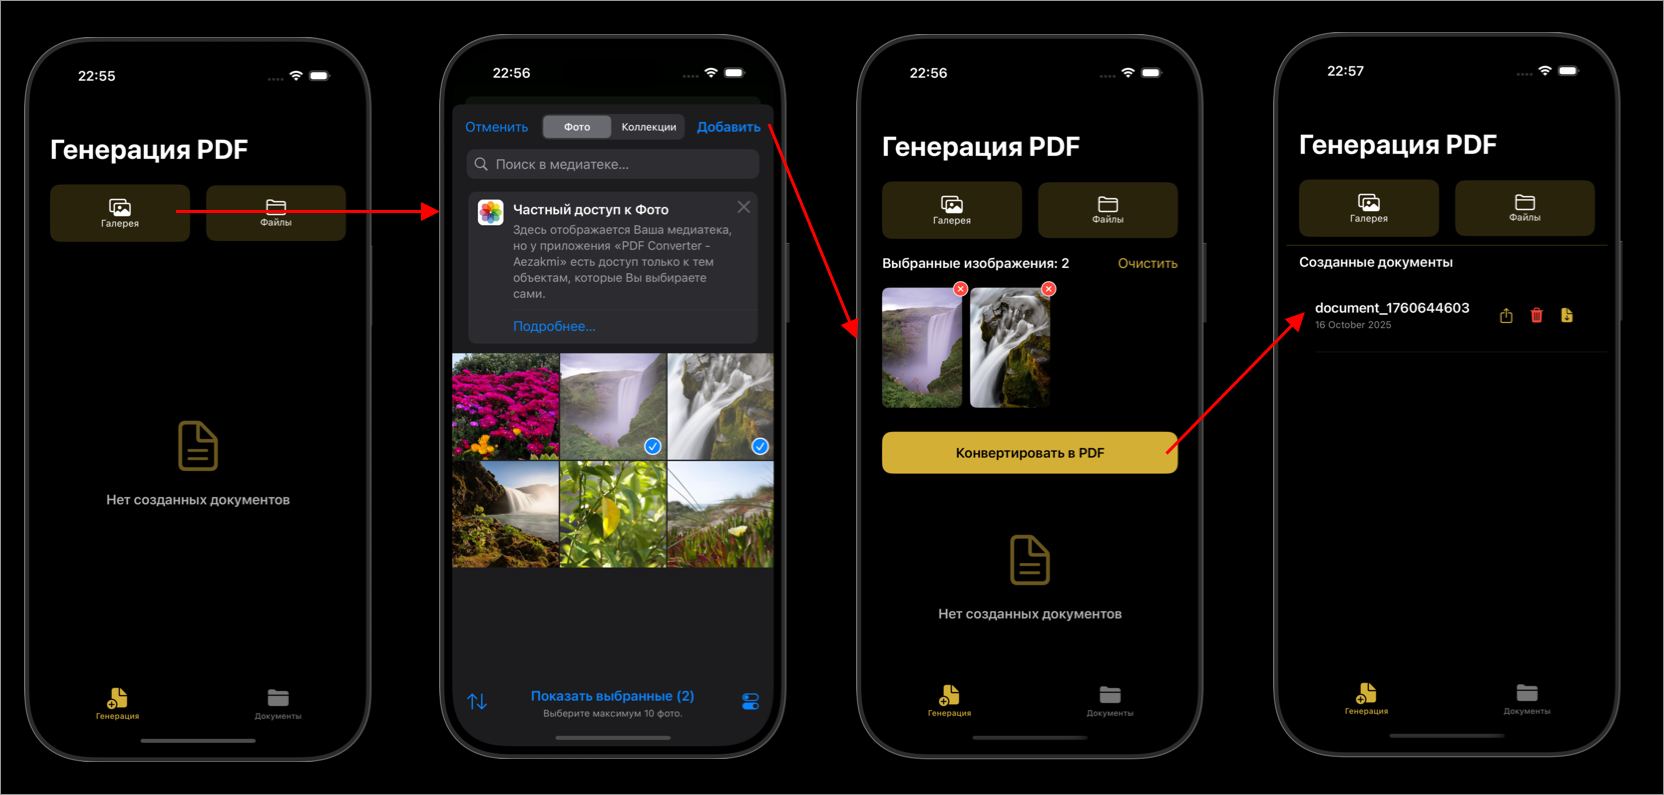 22:55
Генерация PDF
Галерея
Файлы
Нет созданных документов
Генерация
Документы
22:56
Отменить
Фото
Коллекции
Добавить
Поиск в медиатеке...
Частный доступ к Фото
Здесь отображается Ваша медиатека,
но у приложения «PDF Converter -
Aezakmi» есть доступ только к тем
объектам, которые Вы выбираете
сами.
Подробнее...
Показать выбранные (2)
Выберите максимум 10 фото.
22:56
Генерация PDF
Галерея
Файлы
Выбранные изображения: 2
Очистить
Конвертировать в PDF
Нет созданных документов
Генерация
Документы
22:57
Генерация PDF
Галерея
Файлы
Созданные документы
document_1760644603
16 October 2025
Генерация
Документы